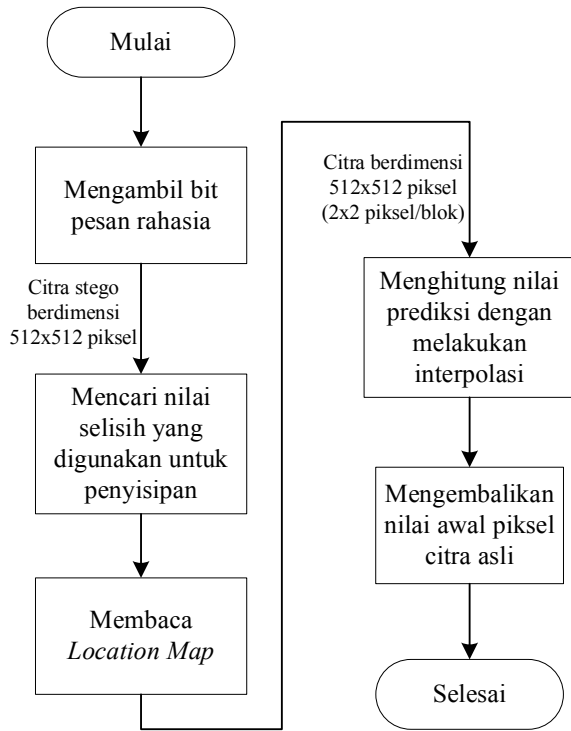 Mulai
Mengambil bit
pesan rahasia
Citra stego
berdimensi
512x512 piksel
Mencari nilai
selisih yang
digunakan untuk
penyisipan
Membaca
Location Map
Citra berdimensi
512x512 piksel
(2x2 piksel/blok)
Menghitung nilai
prediksi dengan
melakukan
interpolasi
Mengembalikan
nilai awal piksel
citra asli
Selesai